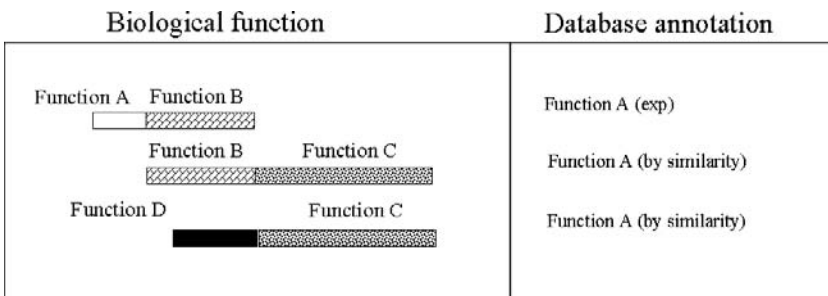 Biological function Database annotation
Function A Function B
Function A (exp)
Function B Function C
Function A (by similarity)
Function D Function C
Function A (by similarity)